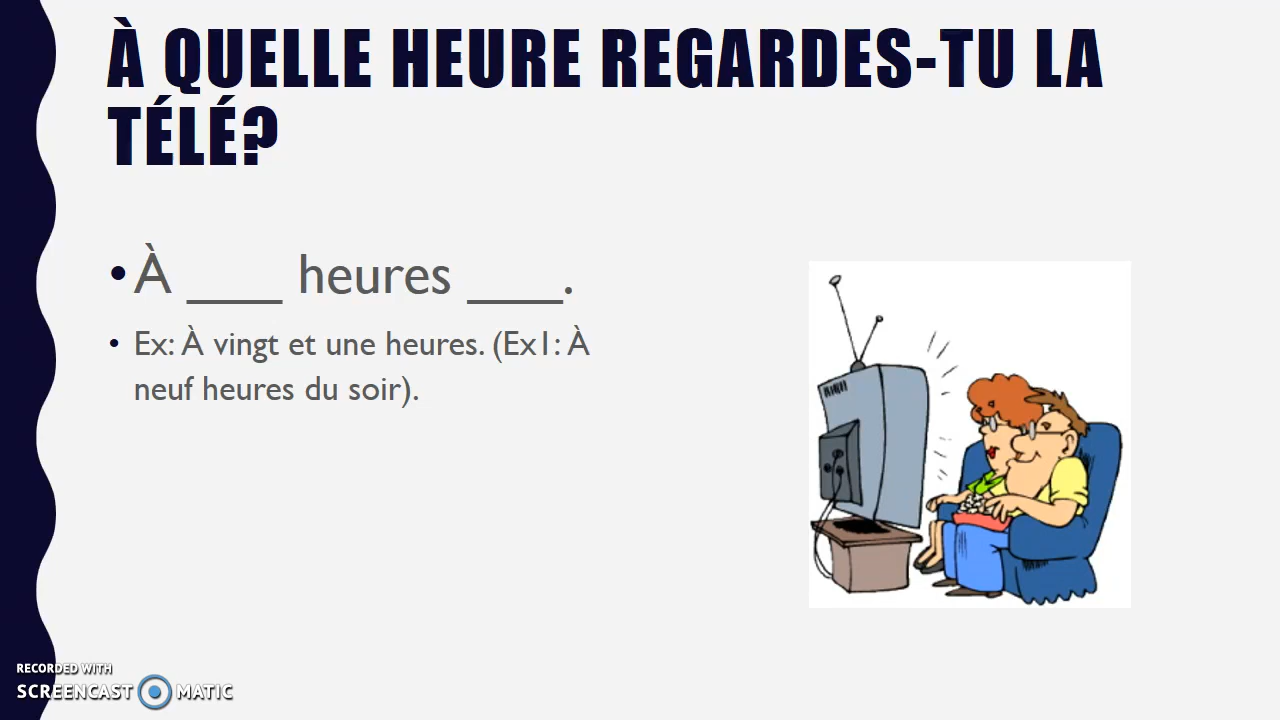 À QUELLE HEURE REGARDES-TU LA
TÉLÉ?
•À ____ heures ____.
• Ex: À vingt et une heures. (Ex1: À
neuf heures du soir).
RECORDED WITH
SCREENCAST MATIC